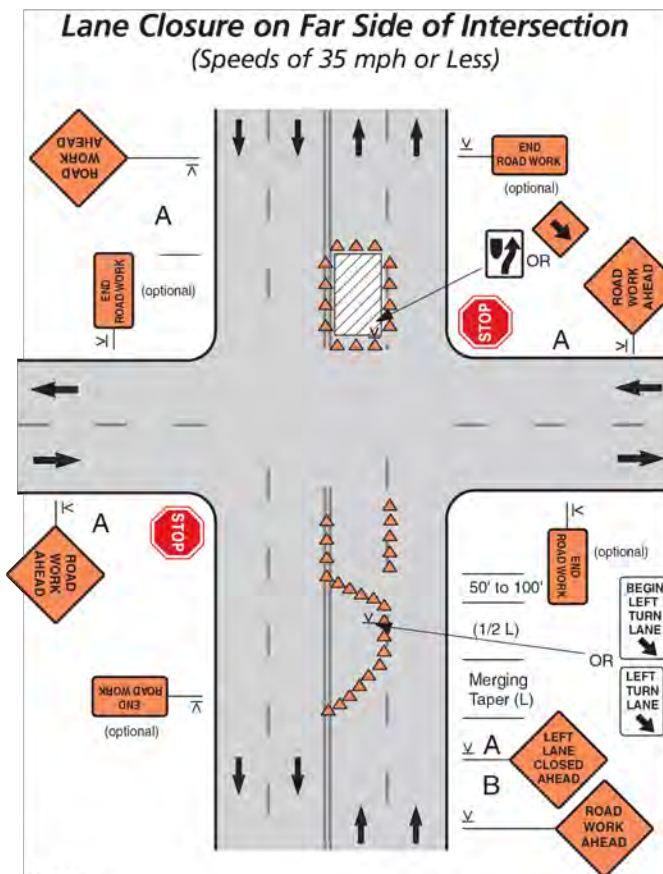 Lane Closure on Far Side of Intersection
(Speeds of 35 mph or Less)
ROAD
WORK
AHEAD
A
END
ROAD WORK
(optional)
END
ROAD WORK
(optional)
OR
ROAD
WORK
AHEAD
STOP
A
A
ROAD
WORK
AHEAD
STOP
END
ROAD WORK
(optional)
50' to 100'
(1/2 L)
Merging
Taper (L)
BEGIN
LEFT
TURN
LANE
OR
LEFT
TURN
LANE
END
ROAD WORK
(optional)
A
LEFT
LANE
CLOSED
AHEAD
B
ROAD
WORK
AHEAD